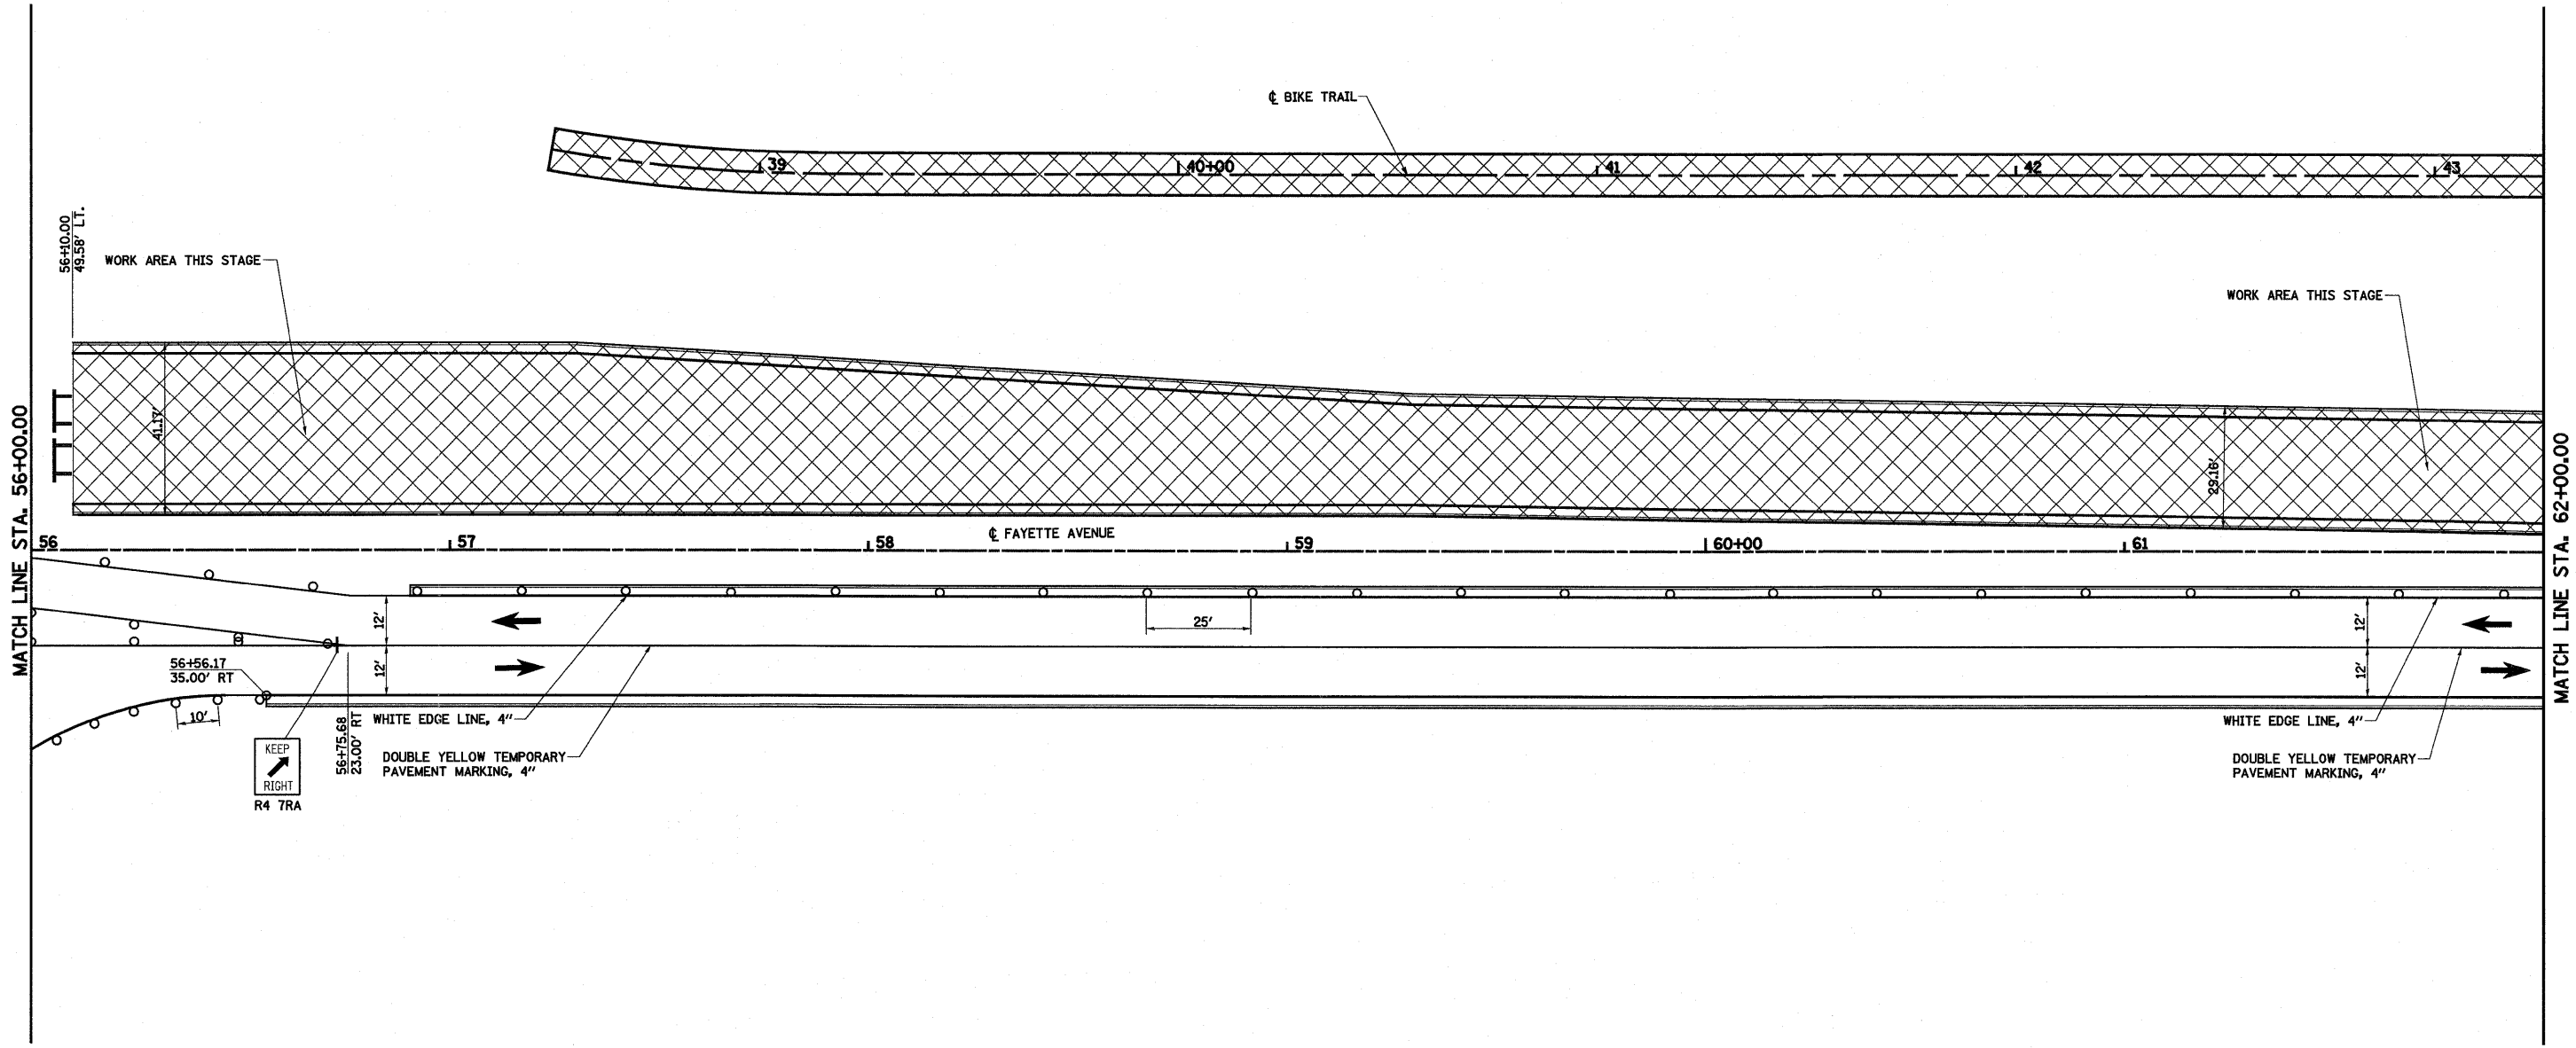 ℄ BIKE TRAIL
39
40+00
41
42
43
56+10.00
49.58' LT.
WORK AREA THIS STAGE
WORK AREA THIS STAGE
41.17'
29.16'
MATCH LINE STA. 56+00.00
MATCH LINE STA. 62+00.00
℄ FAYETTE AVENUE
56
57
58
59
60+00
61
12'
12'
25'
12'
12'
56+56.17
35.00' RT
10'
56+75.68
23.00' RT
KEEP
RIGHT
R4 7RA
WHITE EDGE LINE, 4"
DOUBLE YELLOW TEMPORARY
PAVEMENT MARKING, 4"
WHITE EDGE LINE, 4"
DOUBLE YELLOW TEMPORARY
PAVEMENT MARKING, 4"